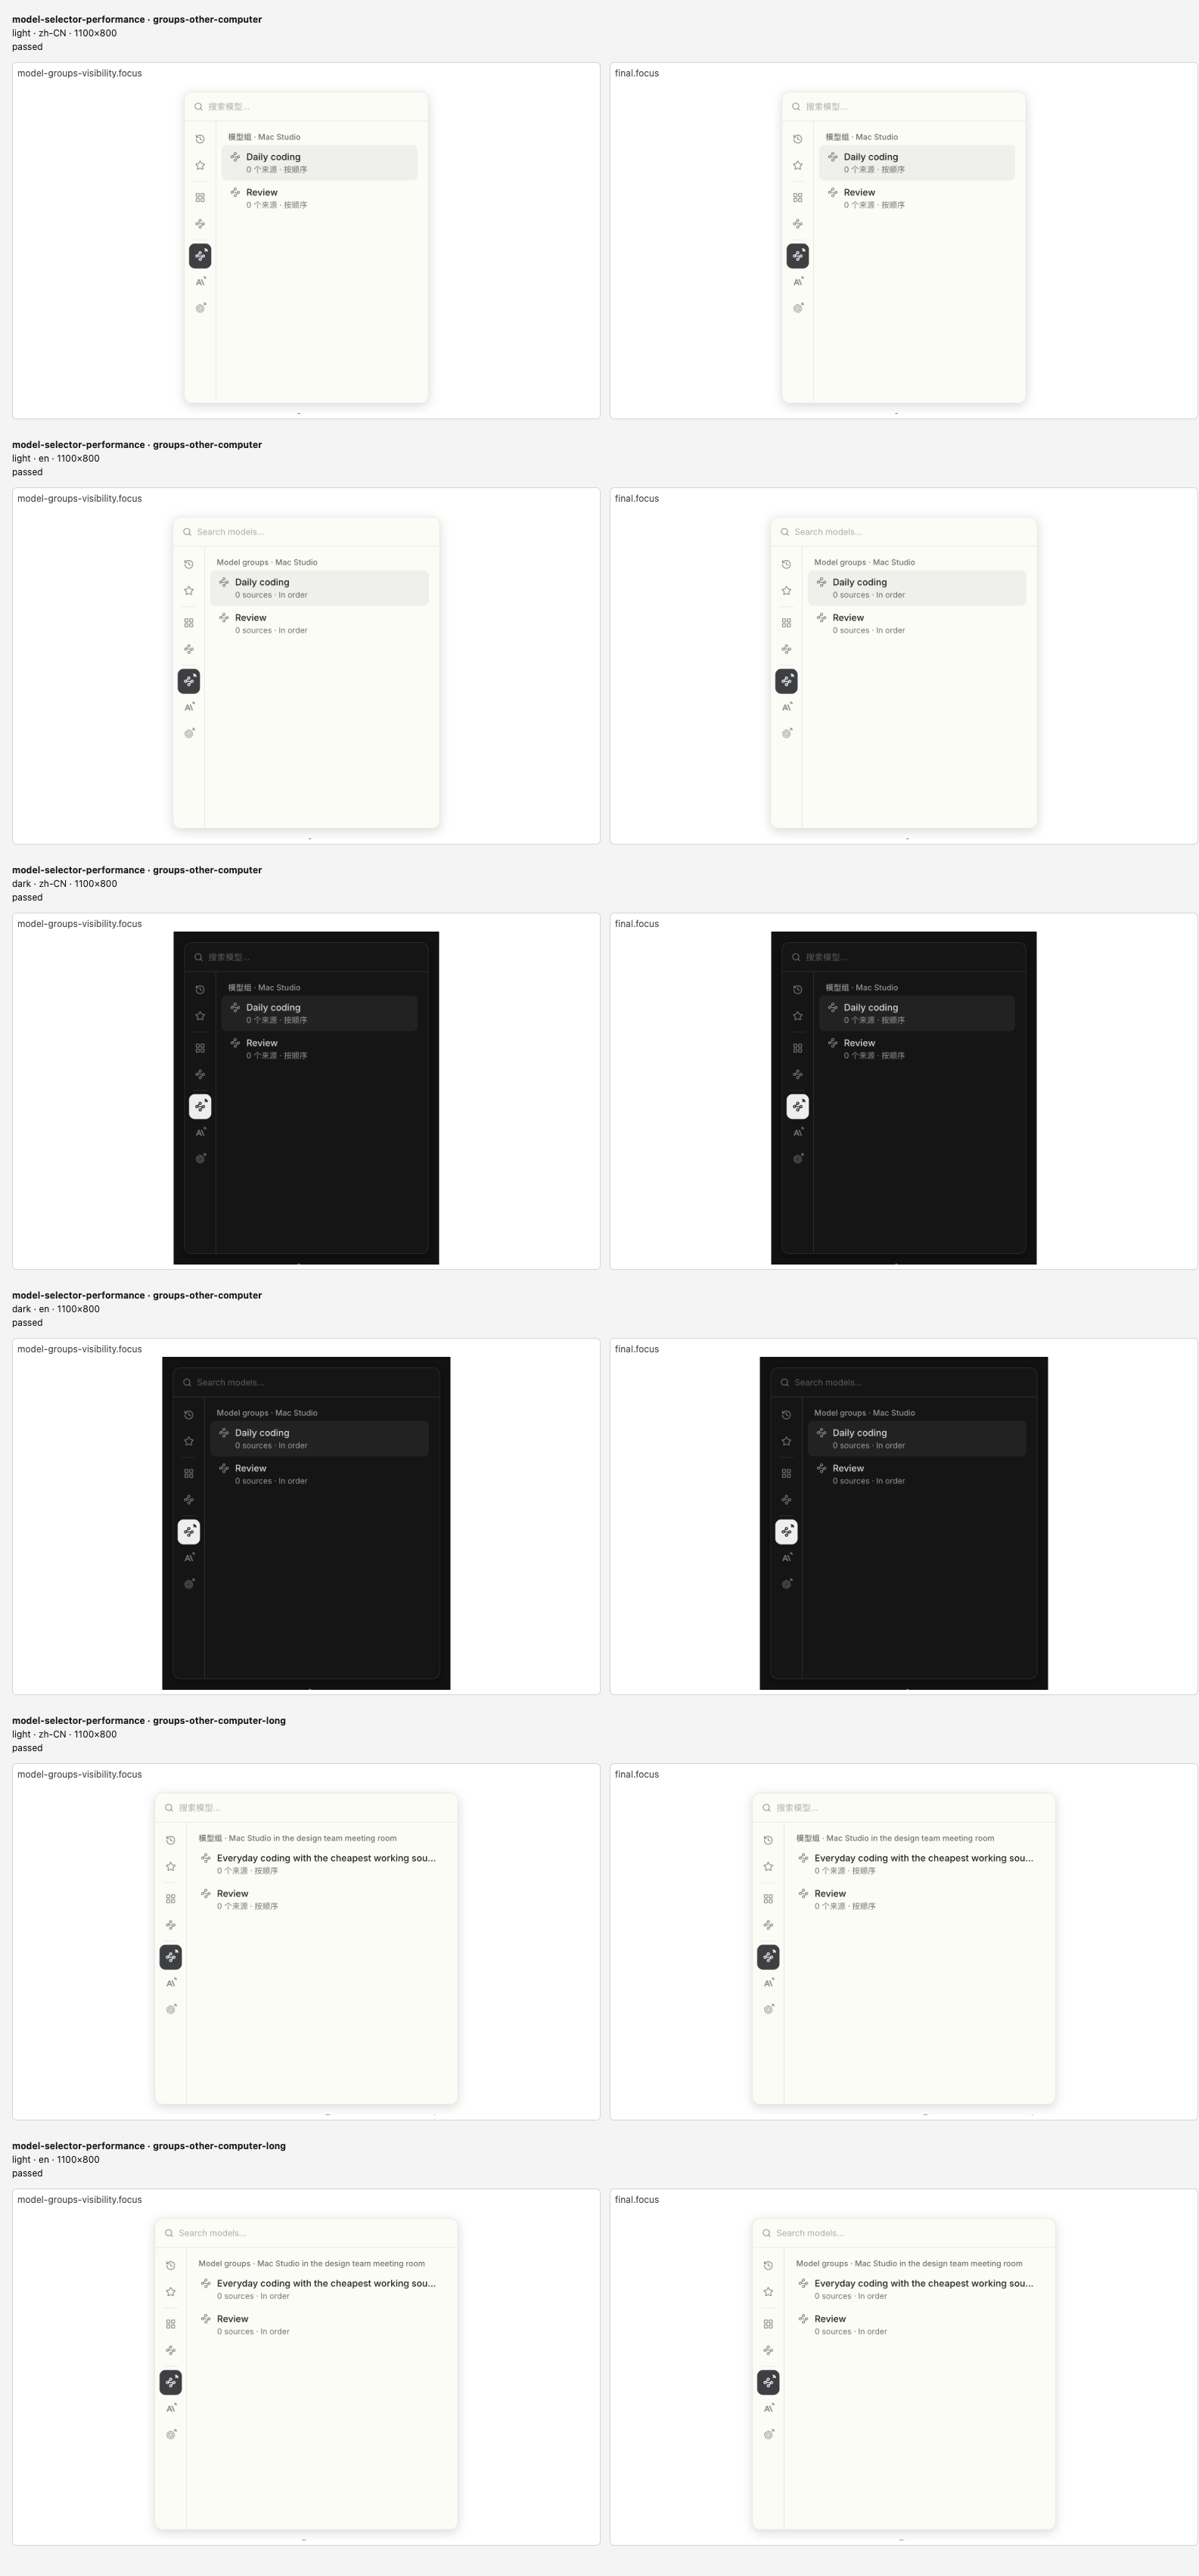 model-selector-performance · groups-other-computer
light · zh-CN · 1100×800
passed
model-groups-visibility.focus
搜索模型...
模型组 · Mac Studio
Daily coding
0 个来源 · 按顺序
Review
0 个来源 · 按顺序
final.focus
搜索模型...
模型组 · Mac Studio
Daily coding
0 个来源 · 按顺序
Review
0 个来源 · 按顺序
model-selector-performance · groups-other-computer
light · en · 1100×800
passed
model-groups-visibility.focus
Search models...
Model groups · Mac Studio
Daily coding
0 sources · In order
Review
0 sources · In order
final.focus
Search models...
Model groups · Mac Studio
Daily coding
0 sources · In order
Review
0 sources · In order
model-selector-performance · groups-other-computer
dark · zh-CN · 1100×800
passed
model-groups-visibility.focus
搜索模型...
模型组 · Mac Studio
Daily coding
0 个来源 · 按顺序
Review
0 个来源 · 按顺序
final.focus
搜索模型...
模型组 · Mac Studio
Daily coding
0 个来源 · 按顺序
Review
0 个来源 · 按顺序
model-selector-performance · groups-other-computer
dark · en · 1100×800
passed
model-groups-visibility.focus
Search models...
Model groups · Mac Studio
Daily coding
0 sources · In order
Review
0 sources · In order
final.focus
Search models...
Model groups · Mac Studio
Daily coding
0 sources · In order
Review
0 sources · In order
model-selector-performance · groups-other-computer-long
light · zh-CN · 1100×800
passed
model-groups-visibility.focus
搜索模型...
模型组 · Mac Studio in the design team meeting room
Everyday coding with the cheapest working sou...
0 个来源 · 按顺序
Review
0 个来源 · 按顺序
final.focus
搜索模型...
模型组 · Mac Studio in the design team meeting room
Everyday coding with the cheapest working sou...
0 个来源 · 按顺序
Review
0 个来源 · 按顺序
model-selector-performance · groups-other-computer-long
light · en · 1100×800
passed
model-groups-visibility.focus
Search models...
Model groups · Mac Studio in the design team meeting room
Everyday coding with the cheapest working sou...
0 sources · In order
Review
0 sources · In order
final.focus
Search models...
Model groups · Mac Studio in the design team meeting room
Everyday coding with the cheapest working sou...
0 sources · In order
Review
0 sources · In order